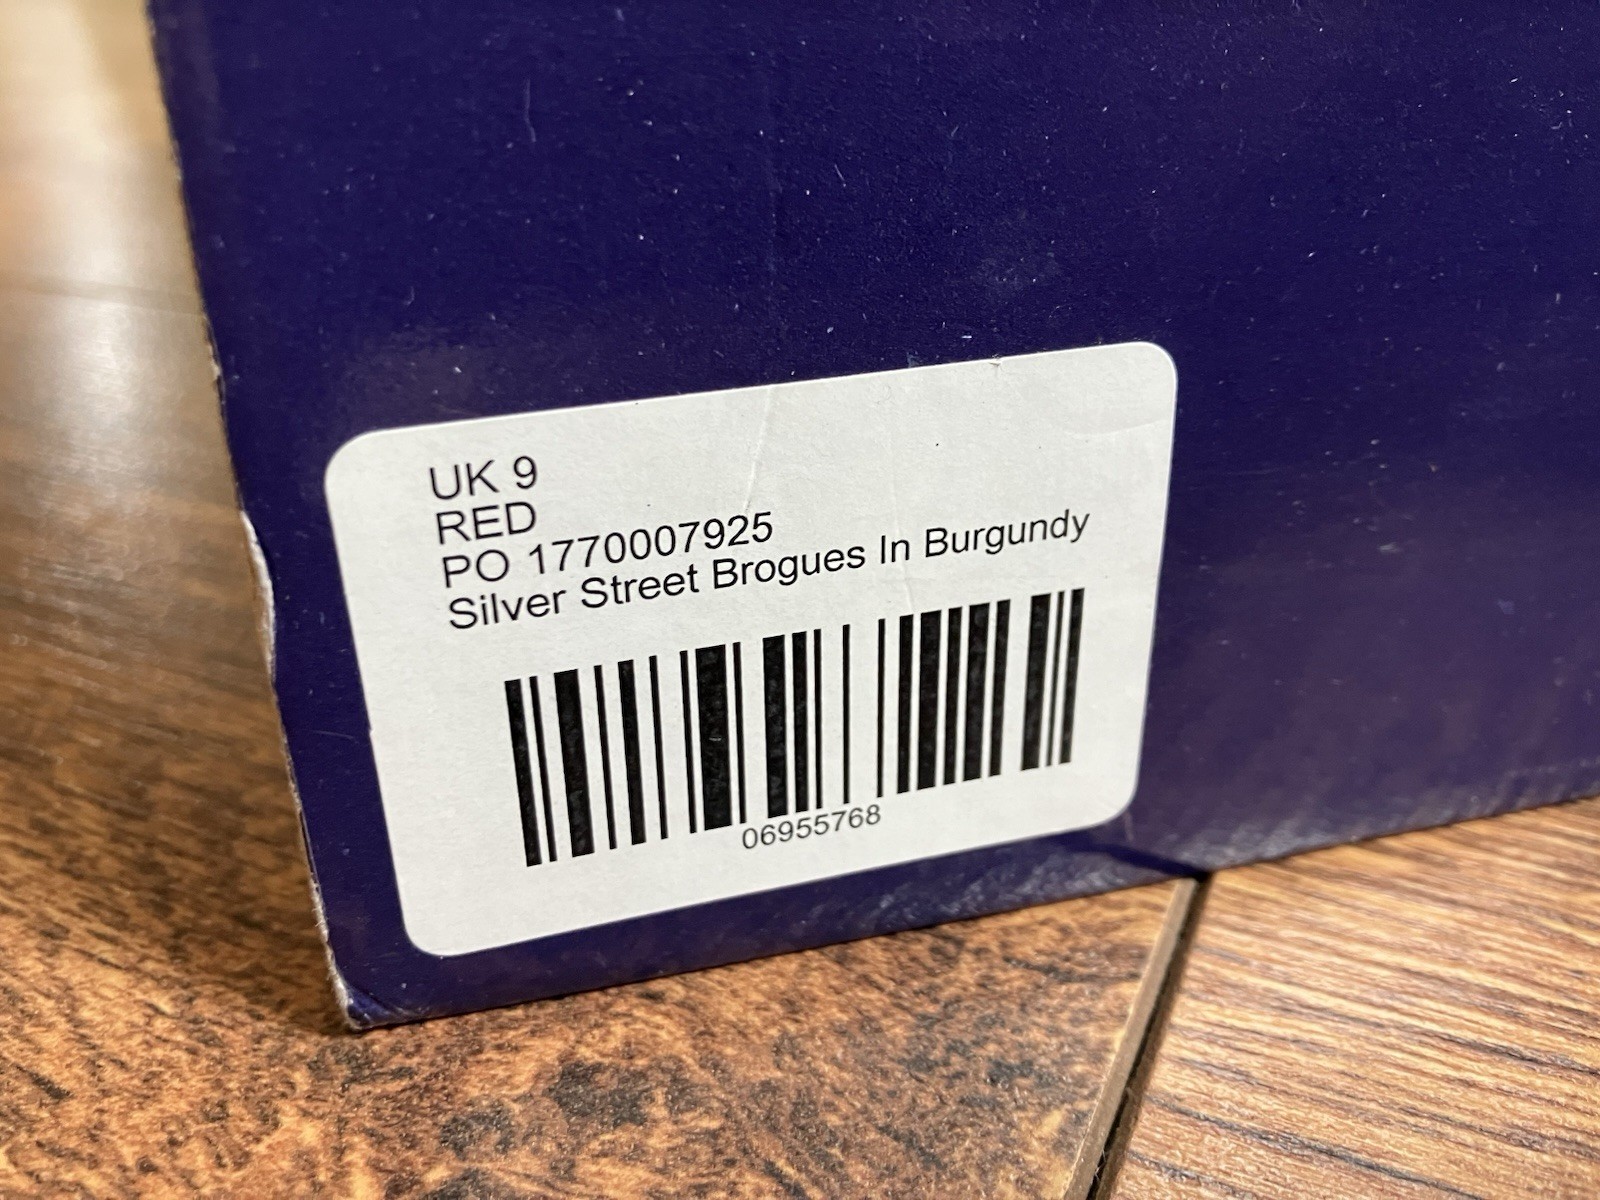 UK 9
RED
PO 1770007925
Silver Street Brogues In Burgundy
06955768